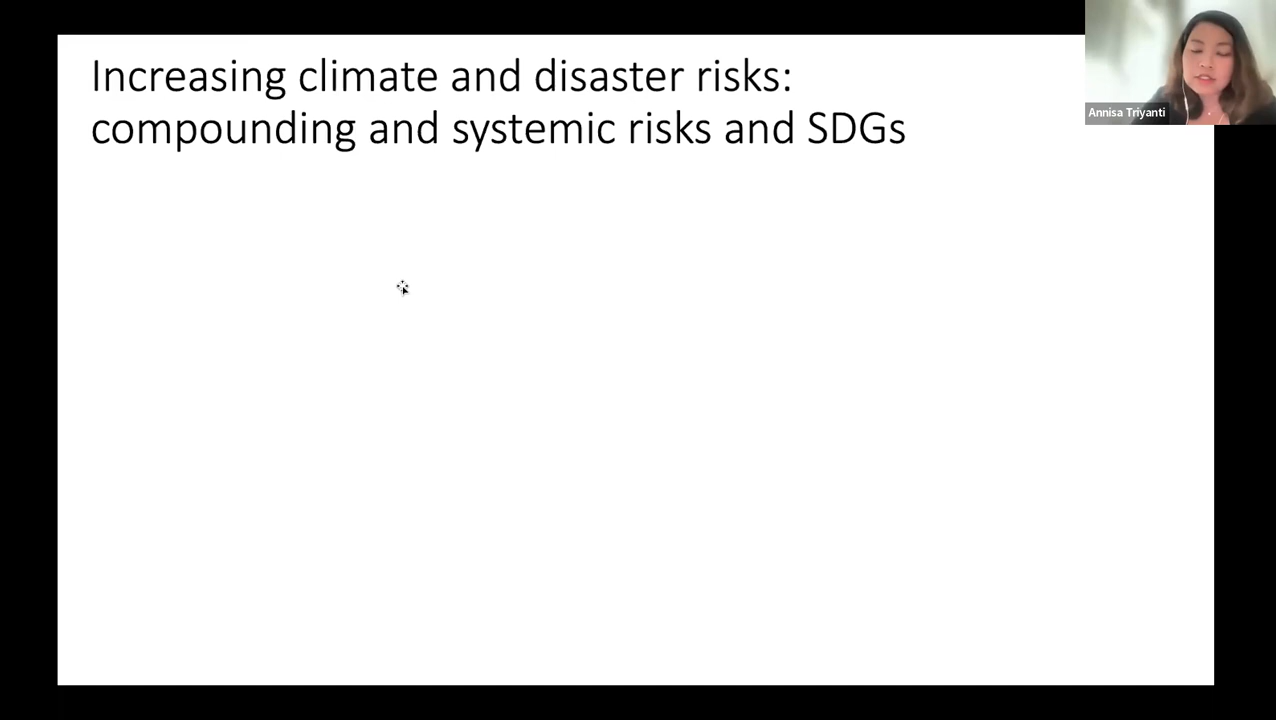 Increasing climate and disaster risks:
compounding and systemic risks and SDGs
Annisa Triyanti